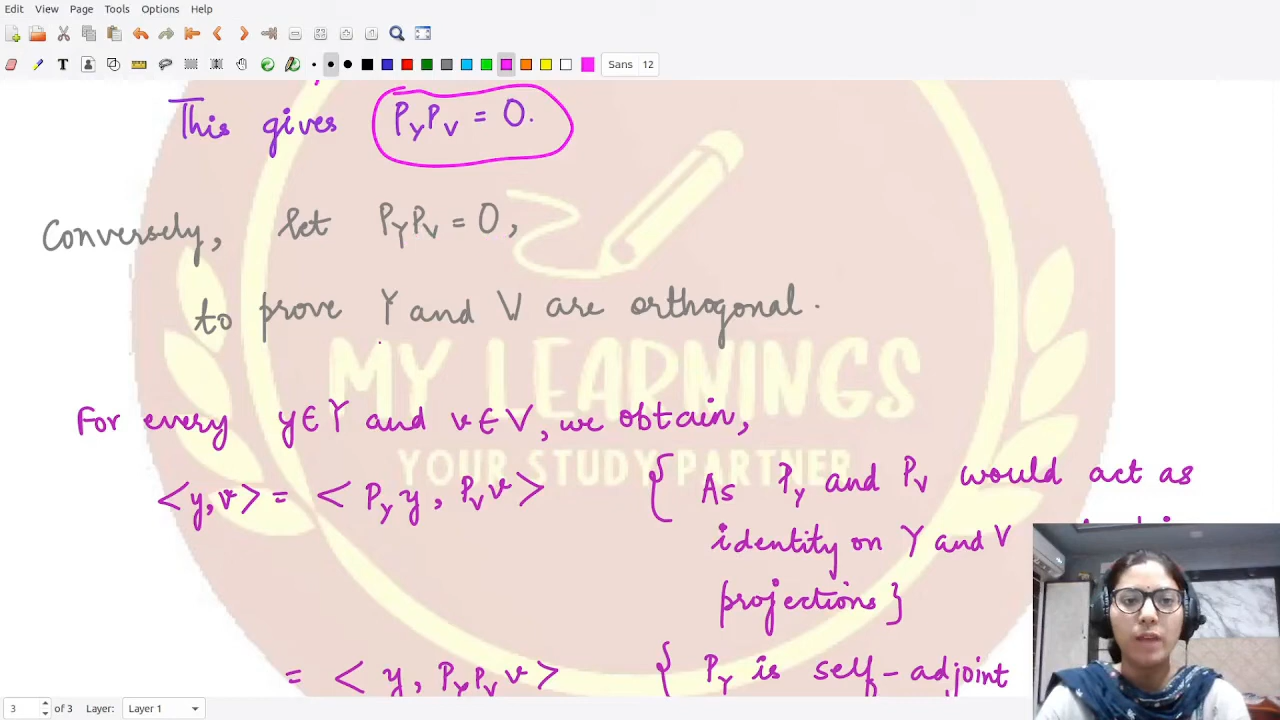 Edit View Page Tools Options Help
Sans 12
This gives P_Y P_V = 0.
Conversely, let P_Y P_V = 0,
to prove Y and V are orthogonal.
MY LEARNINGS
For every y∈Y and v∈V, we obtain,
YOUR STUDY PARTNER
<y,v> = <P_Y y, P_V v> { As P_Y and P_V would act as
identity on Y and V
projections }
= <y, P_Y P_V v> { P_Y is self-adjoint
3 of 3 Layer: Layer 1